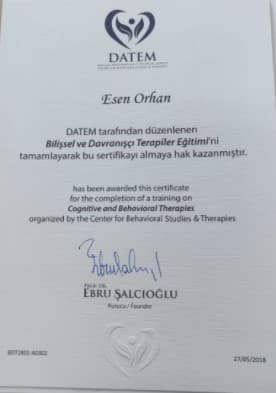 DATEM
Esen Orhan
DATEM tarafından düzenlenen
Bilişsel ve Davranışçı Terapiler Eğitimi'ni
tamamlayarak bu sertifikayı almaya hak kazanmıştır.
has been awarded this certificate
for the completion of a training on
Cognitive and Behavioral Therapies
organized by the Center for Behavioral Studies & Therapies
EBRU ŞALCIOĞLU
Kurucu / Founder
27/05/2018